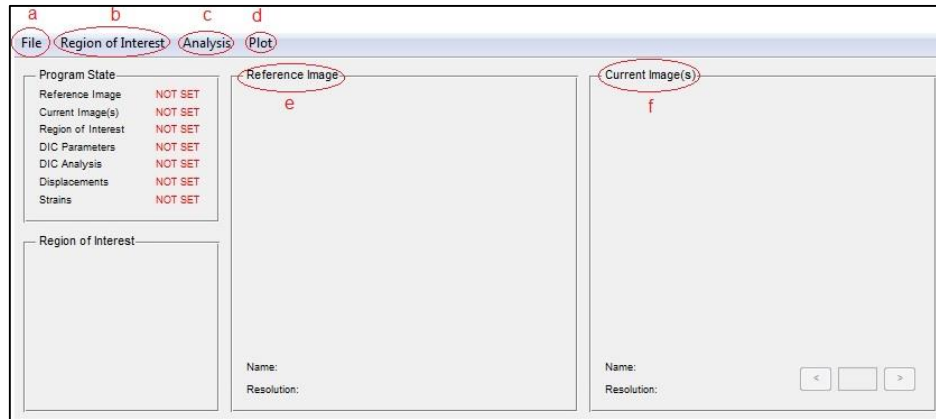 a b c d
File Region of Interest Analysis Plot
Program State
Reference Image NOT SET
Current Image(s) NOT SET
Region of Interest NOT SET
DIC Parameters NOT SET
DIC Analysis NOT SET
Displacements NOT SET
Strains NOT SET
Region of Interest
Reference Image
e
Name:
Resolution:
Current Image(s)
f
Name:
Resolution:
< >